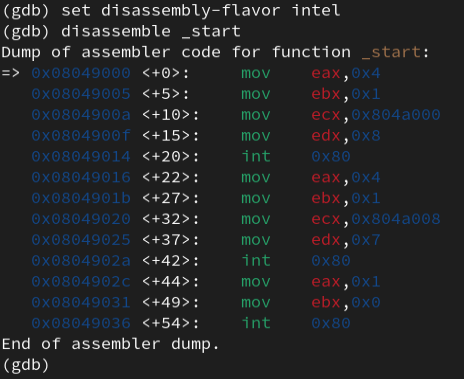 (gdb) set disassembly-flavor intel
(gdb) disassemble _start
Dump of assembler code for function _start:
=> 0x08049000 <+0>:     mov    eax,0x4
   0x08049005 <+5>:     mov    ebx,0x1
   0x0804900a <+10>:    mov    ecx,0x804a000
   0x0804900f <+15>:    mov    edx,0x8
   0x08049014 <+20>:    int    0x80
   0x08049016 <+22>:    mov    eax,0x4
   0x0804901b <+27>:    mov    ebx,0x1
   0x08049020 <+32>:    mov    ecx,0x804a008
   0x08049025 <+37>:    mov    edx,0x7
   0x0804902a <+42>:    int    0x80
   0x0804902c <+44>:    mov    eax,0x1
   0x08049031 <+49>:    mov    ebx,0x0
   0x08049036 <+54>:    int    0x80
End of assembler dump.
(gdb)